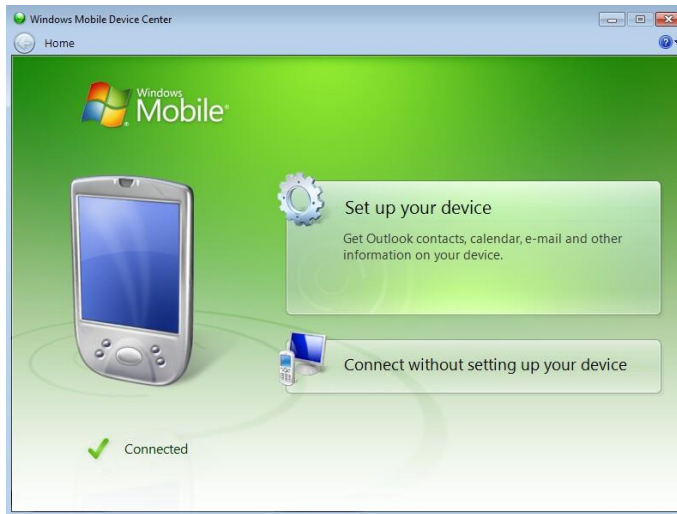 Windows Mobile Device Center
Home
Windows
Mobile®
Set up your device
Get Outlook contacts, calendar, e-mail and other
information on your device.
Connect without setting up your device
Connected